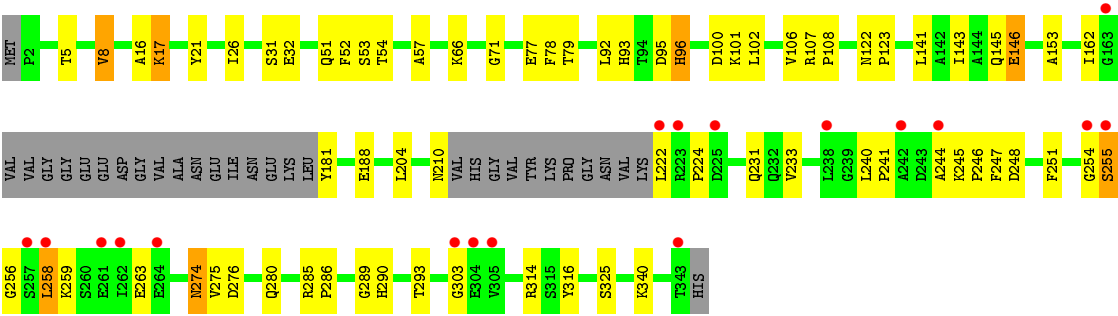 MET P2 T5 V8 A16 K17 Y21 I26 S31 E32 Q51 F52 S53 T54 A57 K66 G71 E77 F78 T79 L92 H93 T94 D95 H96 D100 K101 L102 V106 R107 P108 N122 P123 L141 A142 I143 A144 Q145 E146 A153 I162 G163
VAL VAL GLY GLY GLU GLU ASP GLY VAL ALA ASN GLU ILE ASN GLU LYS LEU Y181 E188 L204 N210 VAL HIS GLY VAL TYR LYS PRO GLY ASN VAL LYS L222 R223 P224 D225 Q231 Q232 V233 L238 G239 L240 P241 A242 D243 A244 K245 P246 F247 D248 F251 G254 S255
G256 S257 L258 K259 S260 E261 I262 E263 E264 N274 V275 D276 Q280 R285 P286 G289 H290 T293 G303 E304 V305 R314 S315 Y316 S325 K340 T343 HIS